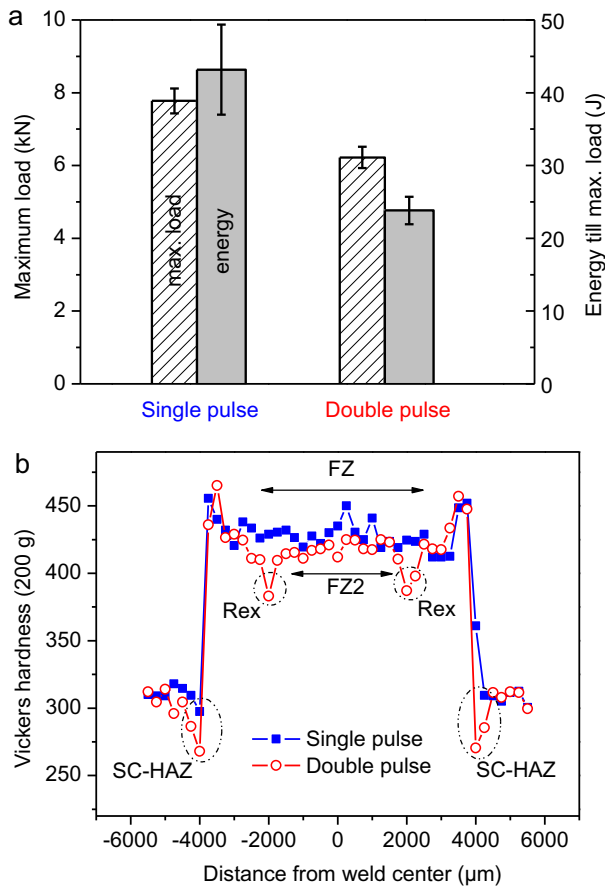 a
10
8
6
4
2
0
Maximum load (kN)
max. load
energy
50
40
30
20
10
0
Energy till max. load (J)
Single pulse
Double pulse
b
450
400
350
300
250
Vickers hardness (200 g)
FZ
FZ2
Rex
Rex
Single pulse
Double pulse
SC-HAZ
SC-HAZ
-6000 -4000 -2000 0 2000 4000 6000
Distance from weld center (μm)